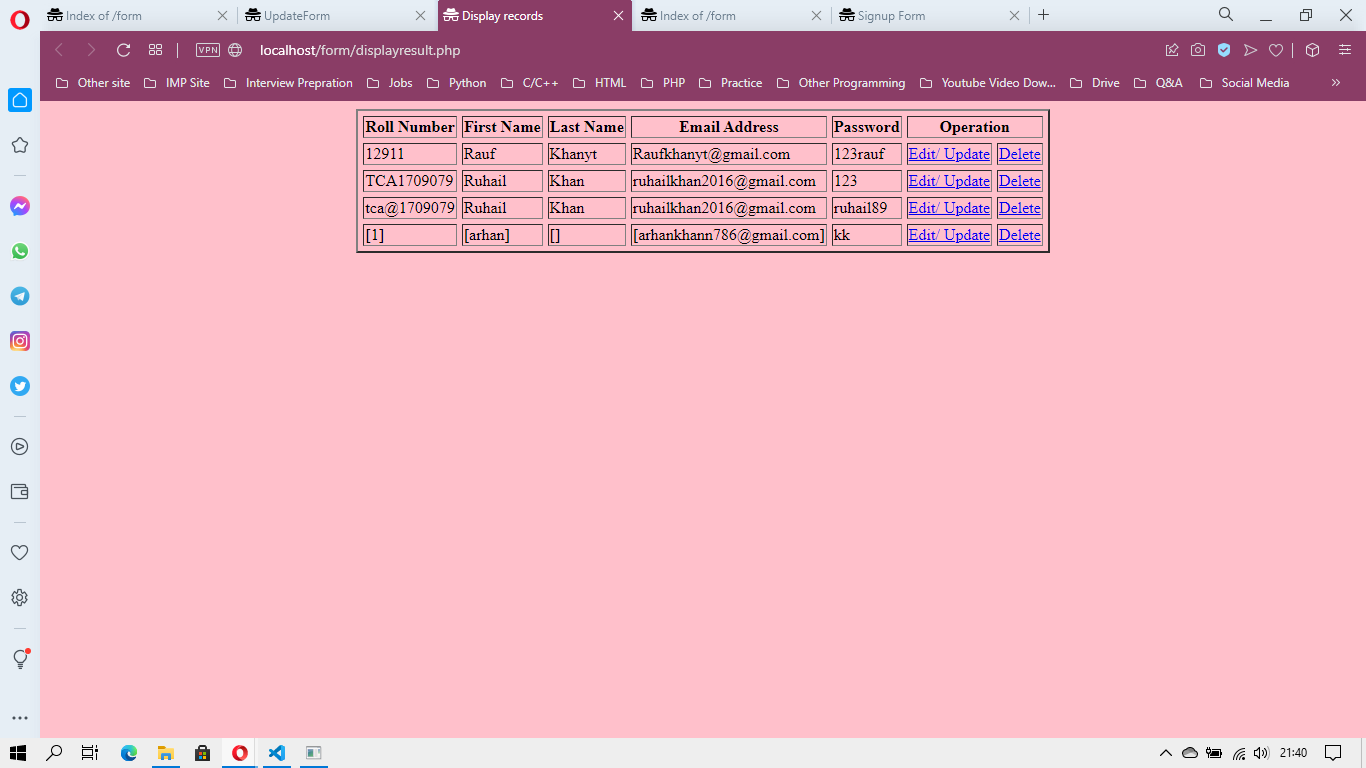 Index of /form UpdateForm Display records Index of /form Signup Form
VPN localhost/form/displayresult.php
Other site IMP Site Interview Prepration Jobs Python C/C++ HTML PHP Practice Other Programming Youtube Video Dow... Drive Q&A Social Media »
Roll Number First Name Last Name Email Address Password Operation
12911 Rauf Khanyt Raufkhanyt@gmail.com 123rauf Edit/ Update Delete
TCA1709079 Ruhail Khan ruhailkhan2016@gmail.com 123 Edit/ Update Delete
tca@1709079 Ruhail Khan ruhailkhan2016@gmail.com ruhail89 Edit/ Update Delete
[1] [arhan] [] [arhankhann786@gmail.com] kk Edit/ Update Delete
21:40